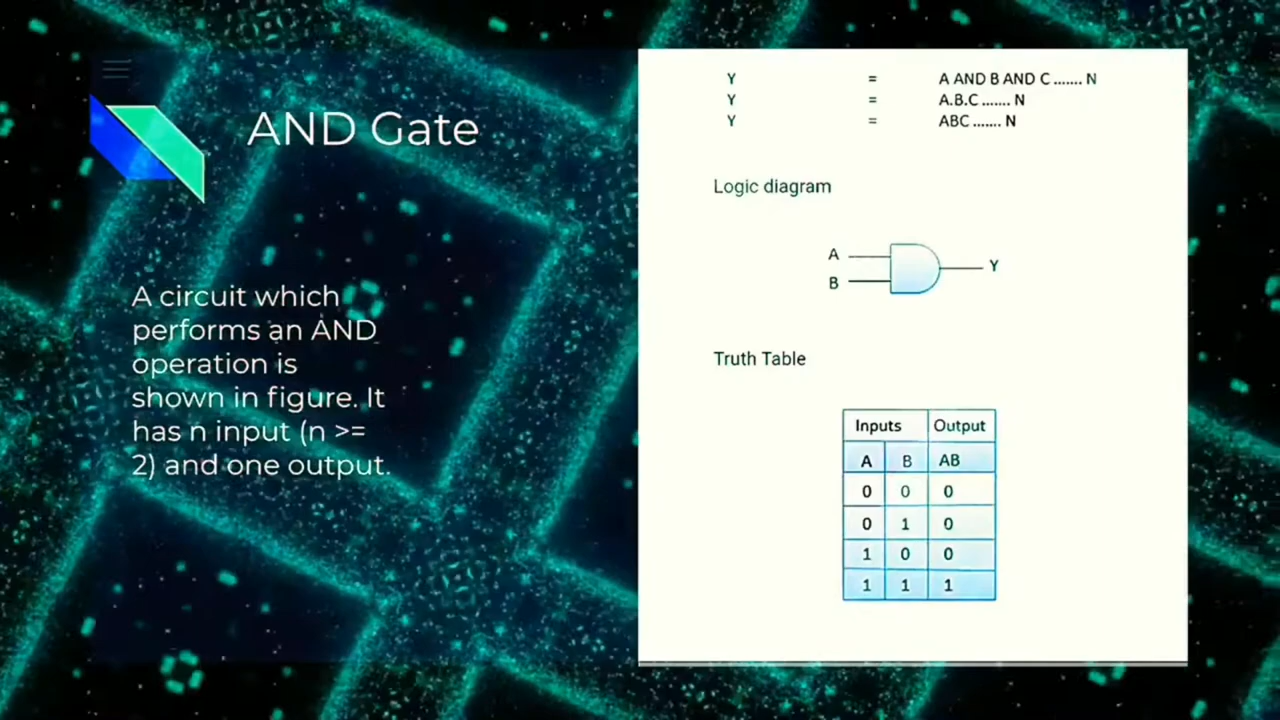 AND Gate
A circuit which
performs an AND
operation is
shown in figure. It
has n input (n >=
2) and one output.
Y = A AND B AND C ....... N
Y = A.B.C ....... N
Y = ABC ....... N
Logic diagram
A
B
Y
Truth Table
Inputs Output
A B AB
0 0 0
0 1 0
1 0 0
1 1 1